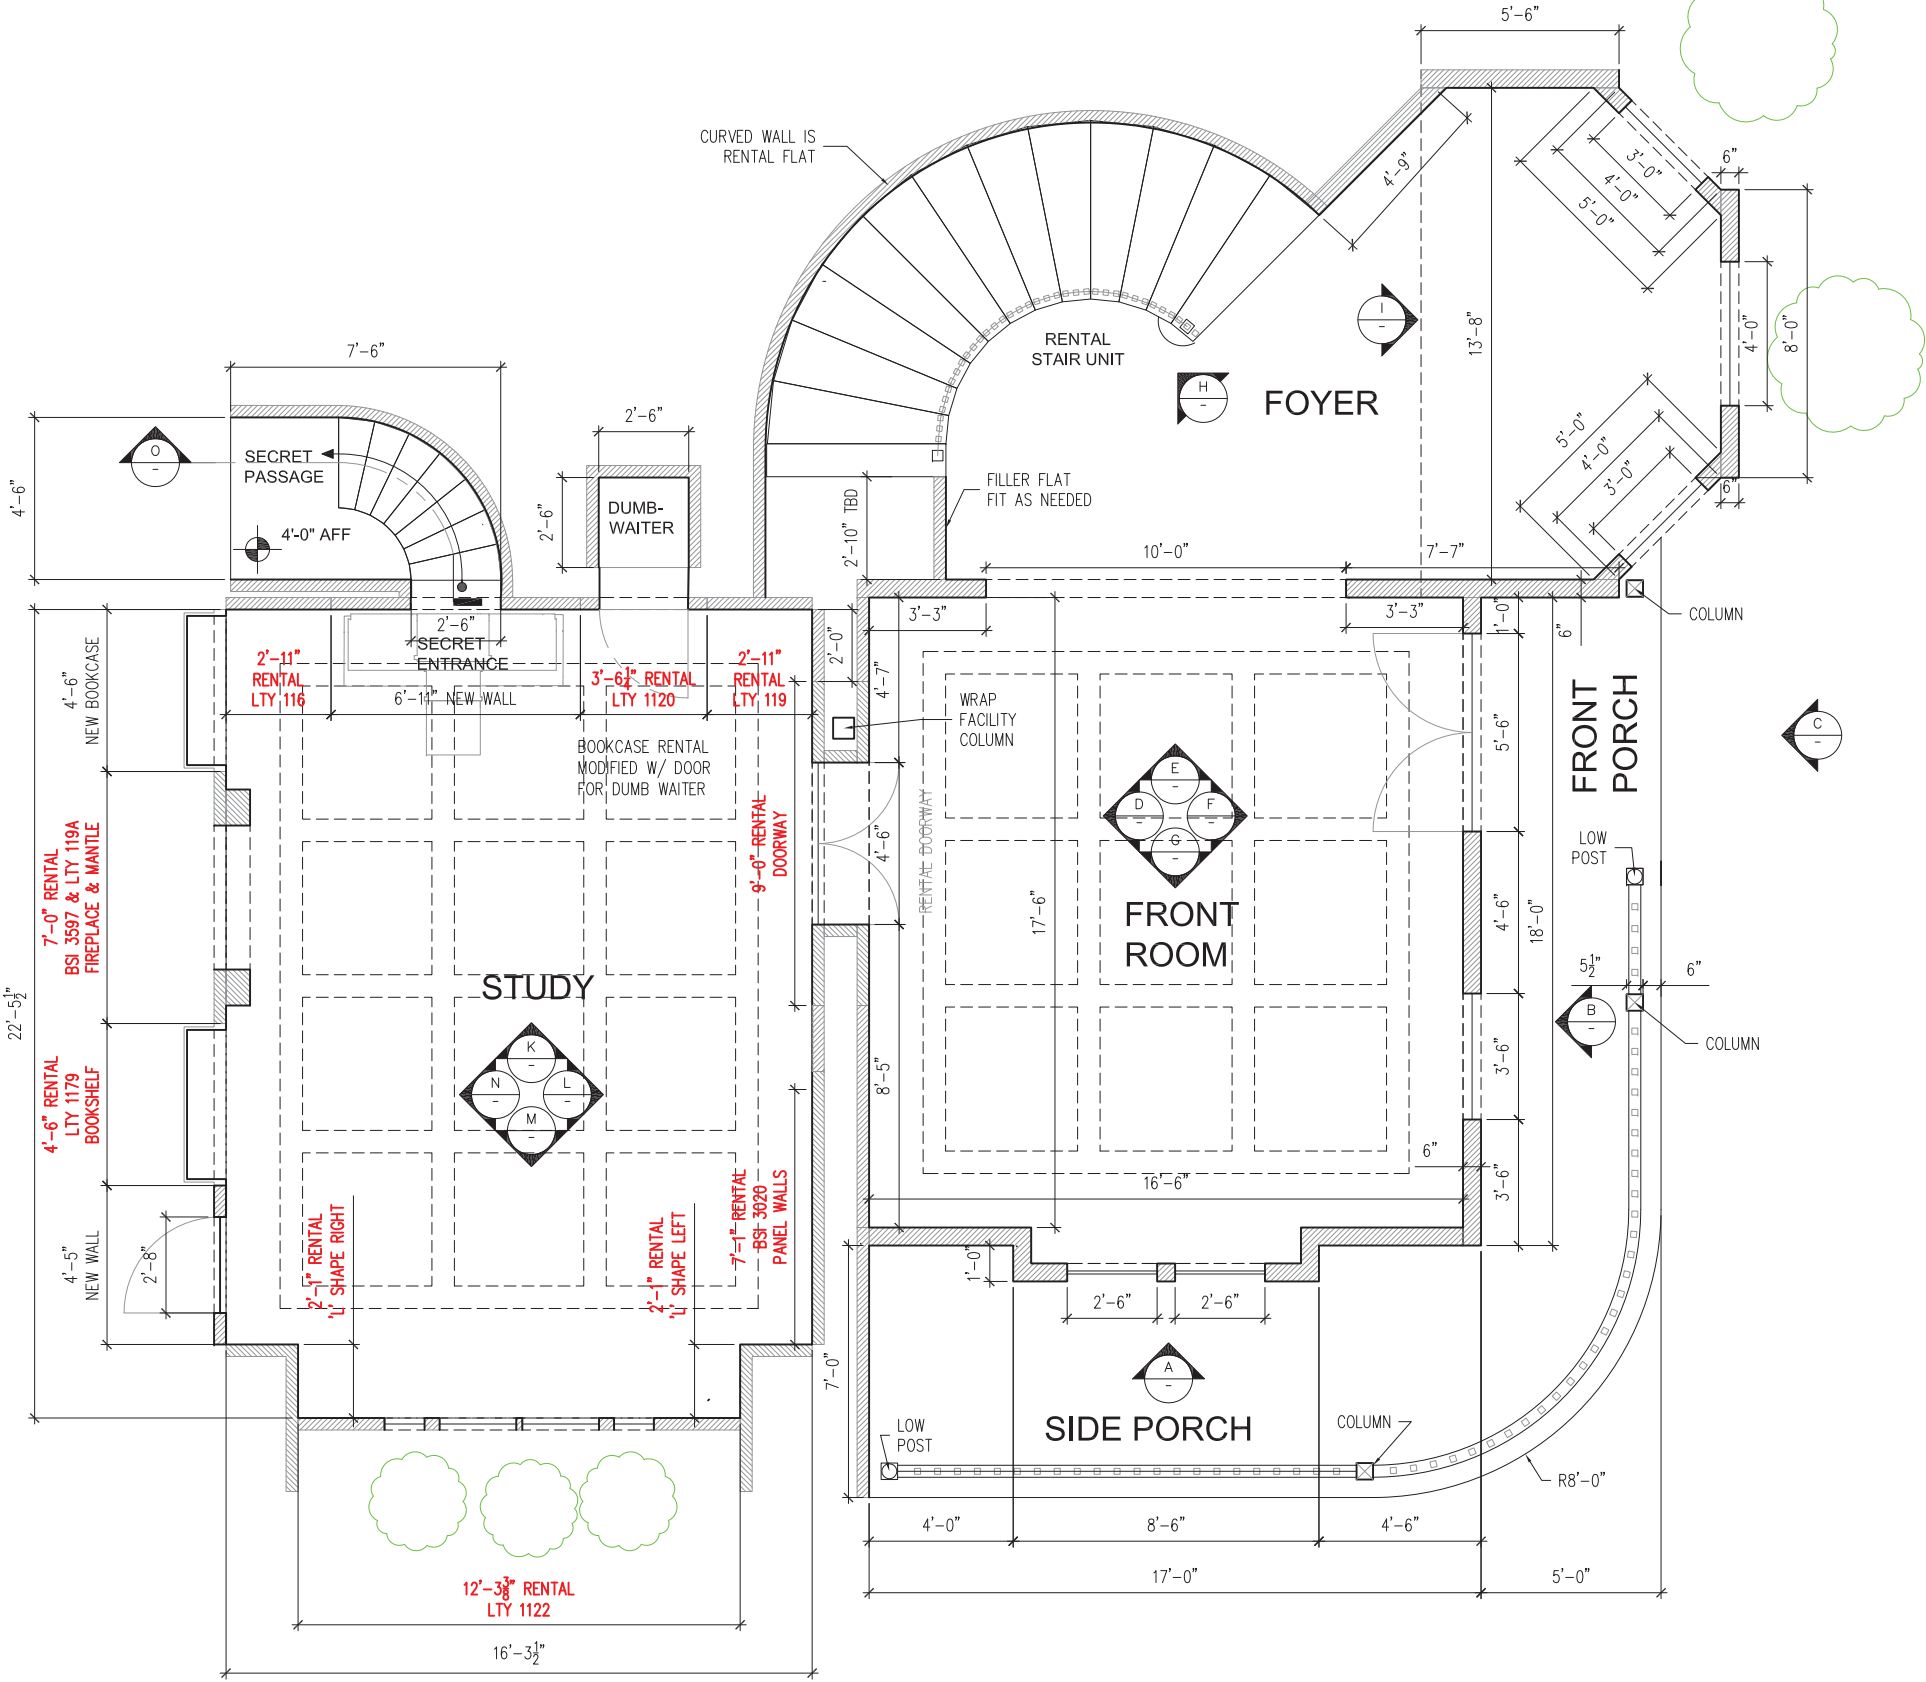 5'-6"
CURVED WALL IS
RENTAL FLAT
4'-9"
3'-0"
4'-0"
5'-0"
6"
13'-8"
4'-0"
8'-0"
I
-
RENTAL
STAIR UNIT
H
-
FOYER
7'-6"
2'-6"
O
-
SECRET
PASSAGE
4'-6"
4'-0" AFF
2'-6"
DUMB-
WAITER
2'-10" TBD
FILLER FLAT
FIT AS NEEDED
5'-0"
4'-0"
3'-0"
6"
10'-0"
7'-7"
COLUMN
3'-3"
3'-3"
1'-0"
6"
2'-6"
SECRET
ENTRANCE
2'-11"
RENTAL
LTY 116
6'-11" NEW WALL
3'-6¼" RENTAL
LTY 1120
2'-11"
RENTAL
LTY 119
2'-0"
4'-7"
4'-6"
NEW BOOKCASE
BOOKCASE RENTAL
MODIFIED W/ DOOR
FOR DUMB WAITER
WRAP
FACILITY
COLUMN
FRONT
PORCH
C
-
5'-6"
E
-
D
-
F
-
G
-
FRONT
ROOM
7'-0" RENTAL
BSI 3597 & LTY 119A
FIREPLACE & MANTLE
9'-0" RENTAL
DOORWAY
4'-6"
RENTAL DOORWAY
17'-6"
4'-6"
18'-0"
LOW
POST
5½"
6"
B
-
COLUMN
STUDY
K
-
N
-
L
-
M
-
22'-5½"
4'-6" RENTAL
LTY 1179
BOOKSHELF
8'-5"
3'-6"
6"
16'-6"
3'-6"
4'-5"
NEW WALL
2'-8"
2'-1" RENTAL
'L' SHAPE RIGHT
2'-1" RENTAL
'L' SHAPE LEFT
7'-1" RENTAL
BSI 3020
PANEL WALLS
1'-0"
2'-6"
2'-6"
7'-0"
A
-
SIDE PORCH
LOW
POST
COLUMN
R8'-0"
4'-0"
8'-6"
4'-6"
17'-0"
5'-0"
12'-3⅜" RENTAL
LTY 1122
16'-3½"